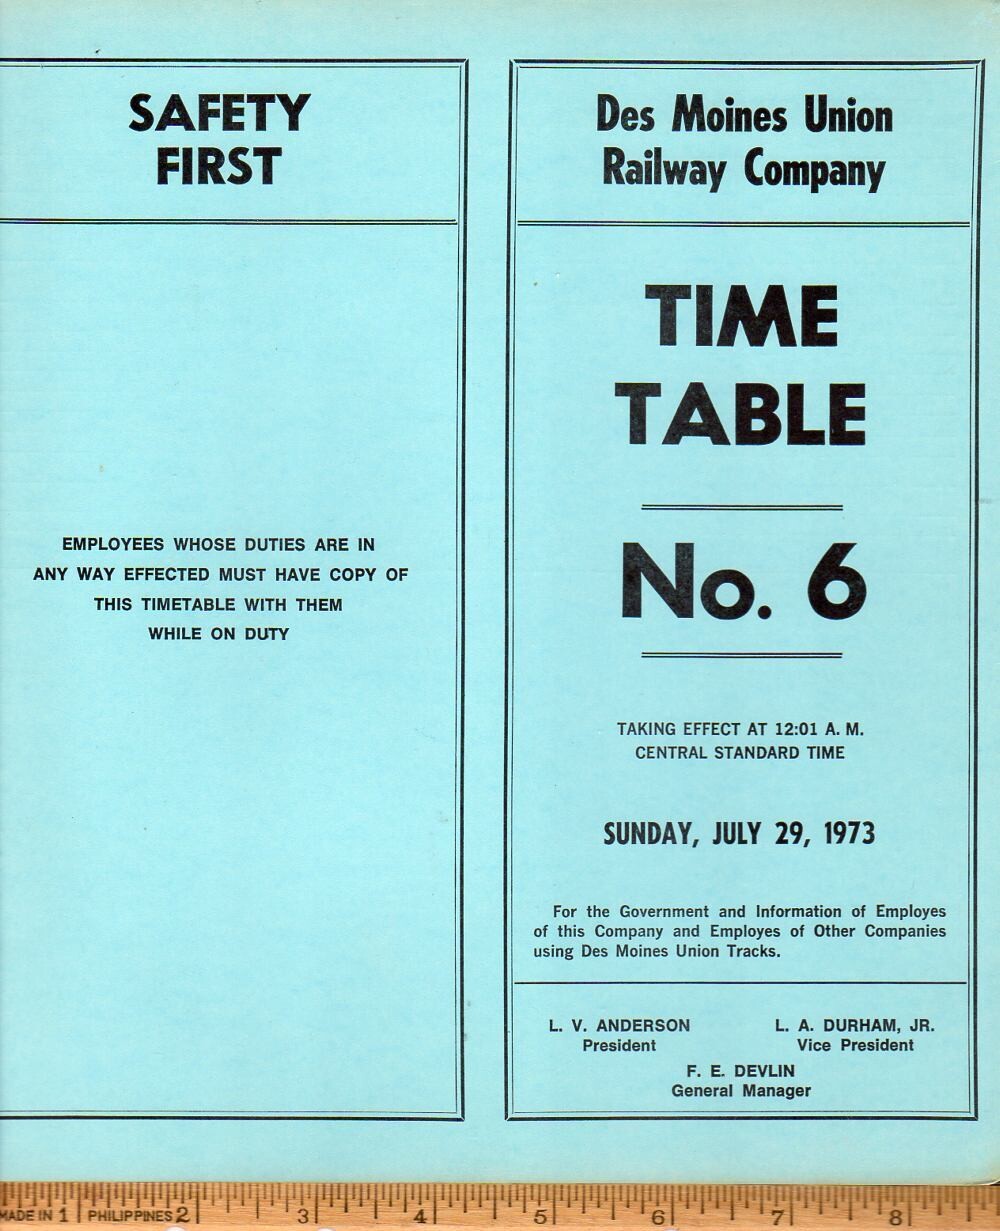 SAFETY
FIRST
EMPLOYEES WHOSE DUTIES ARE IN
ANY WAY EFFECTED MUST HAVE COPY OF
THIS TIMETABLE WITH THEM
WHILE ON DUTY
Des Moines Union
Railway Company
TIME
TABLE
No. 6
TAKING EFFECT AT 12:01 A. M.
CENTRAL STANDARD TIME
SUNDAY, JULY 29, 1973
For the Government and Information of Employes
of this Company and Employes of Other Companies
using Des Moines Union Tracks.
L. V. ANDERSON
President
L. A. DURHAM, JR.
Vice President
F. E. DEVLIN
General Manager
MADE IN 1 PHILIPPINES 2 3 4 5 6 7 8